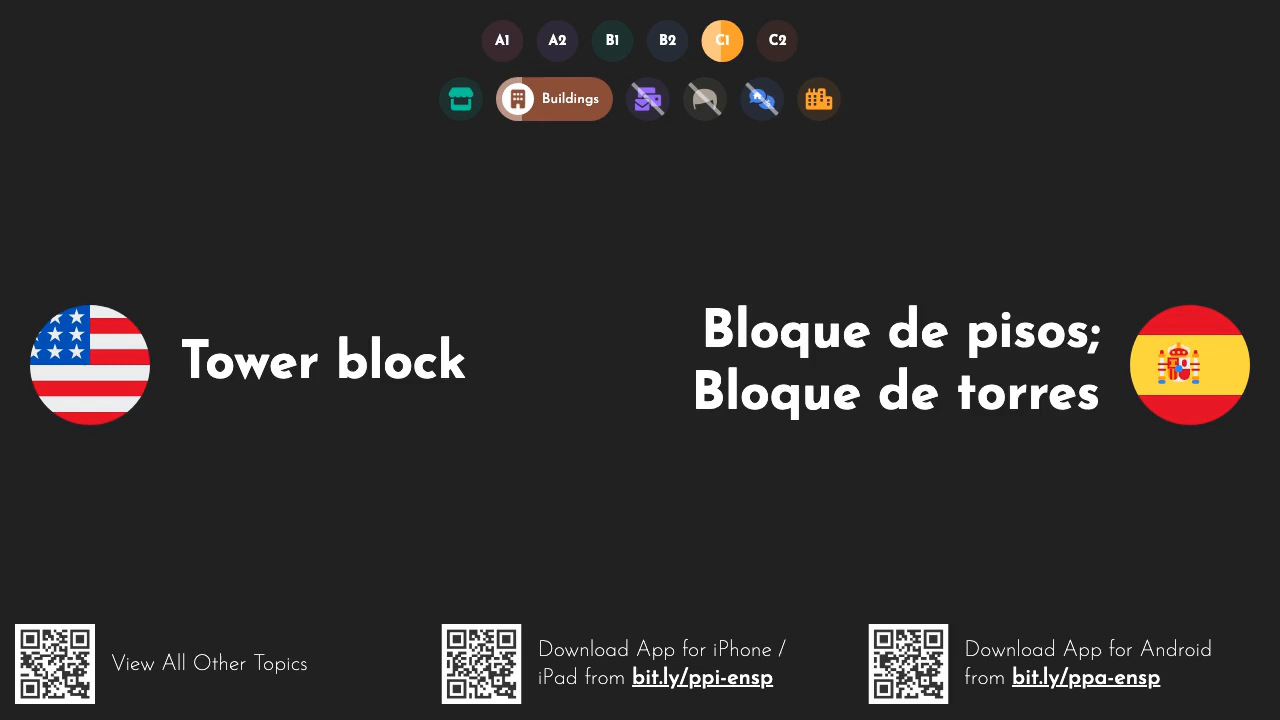 A1 A2 B1 B2 C1 C2
Buildings
Tower block
Bloque de pisos;
Bloque de torres
View All Other Topics
Download App for iPhone /
iPad from bit.ly/ppi-ensp
Download App for Android
from bit.ly/ppa-ensp